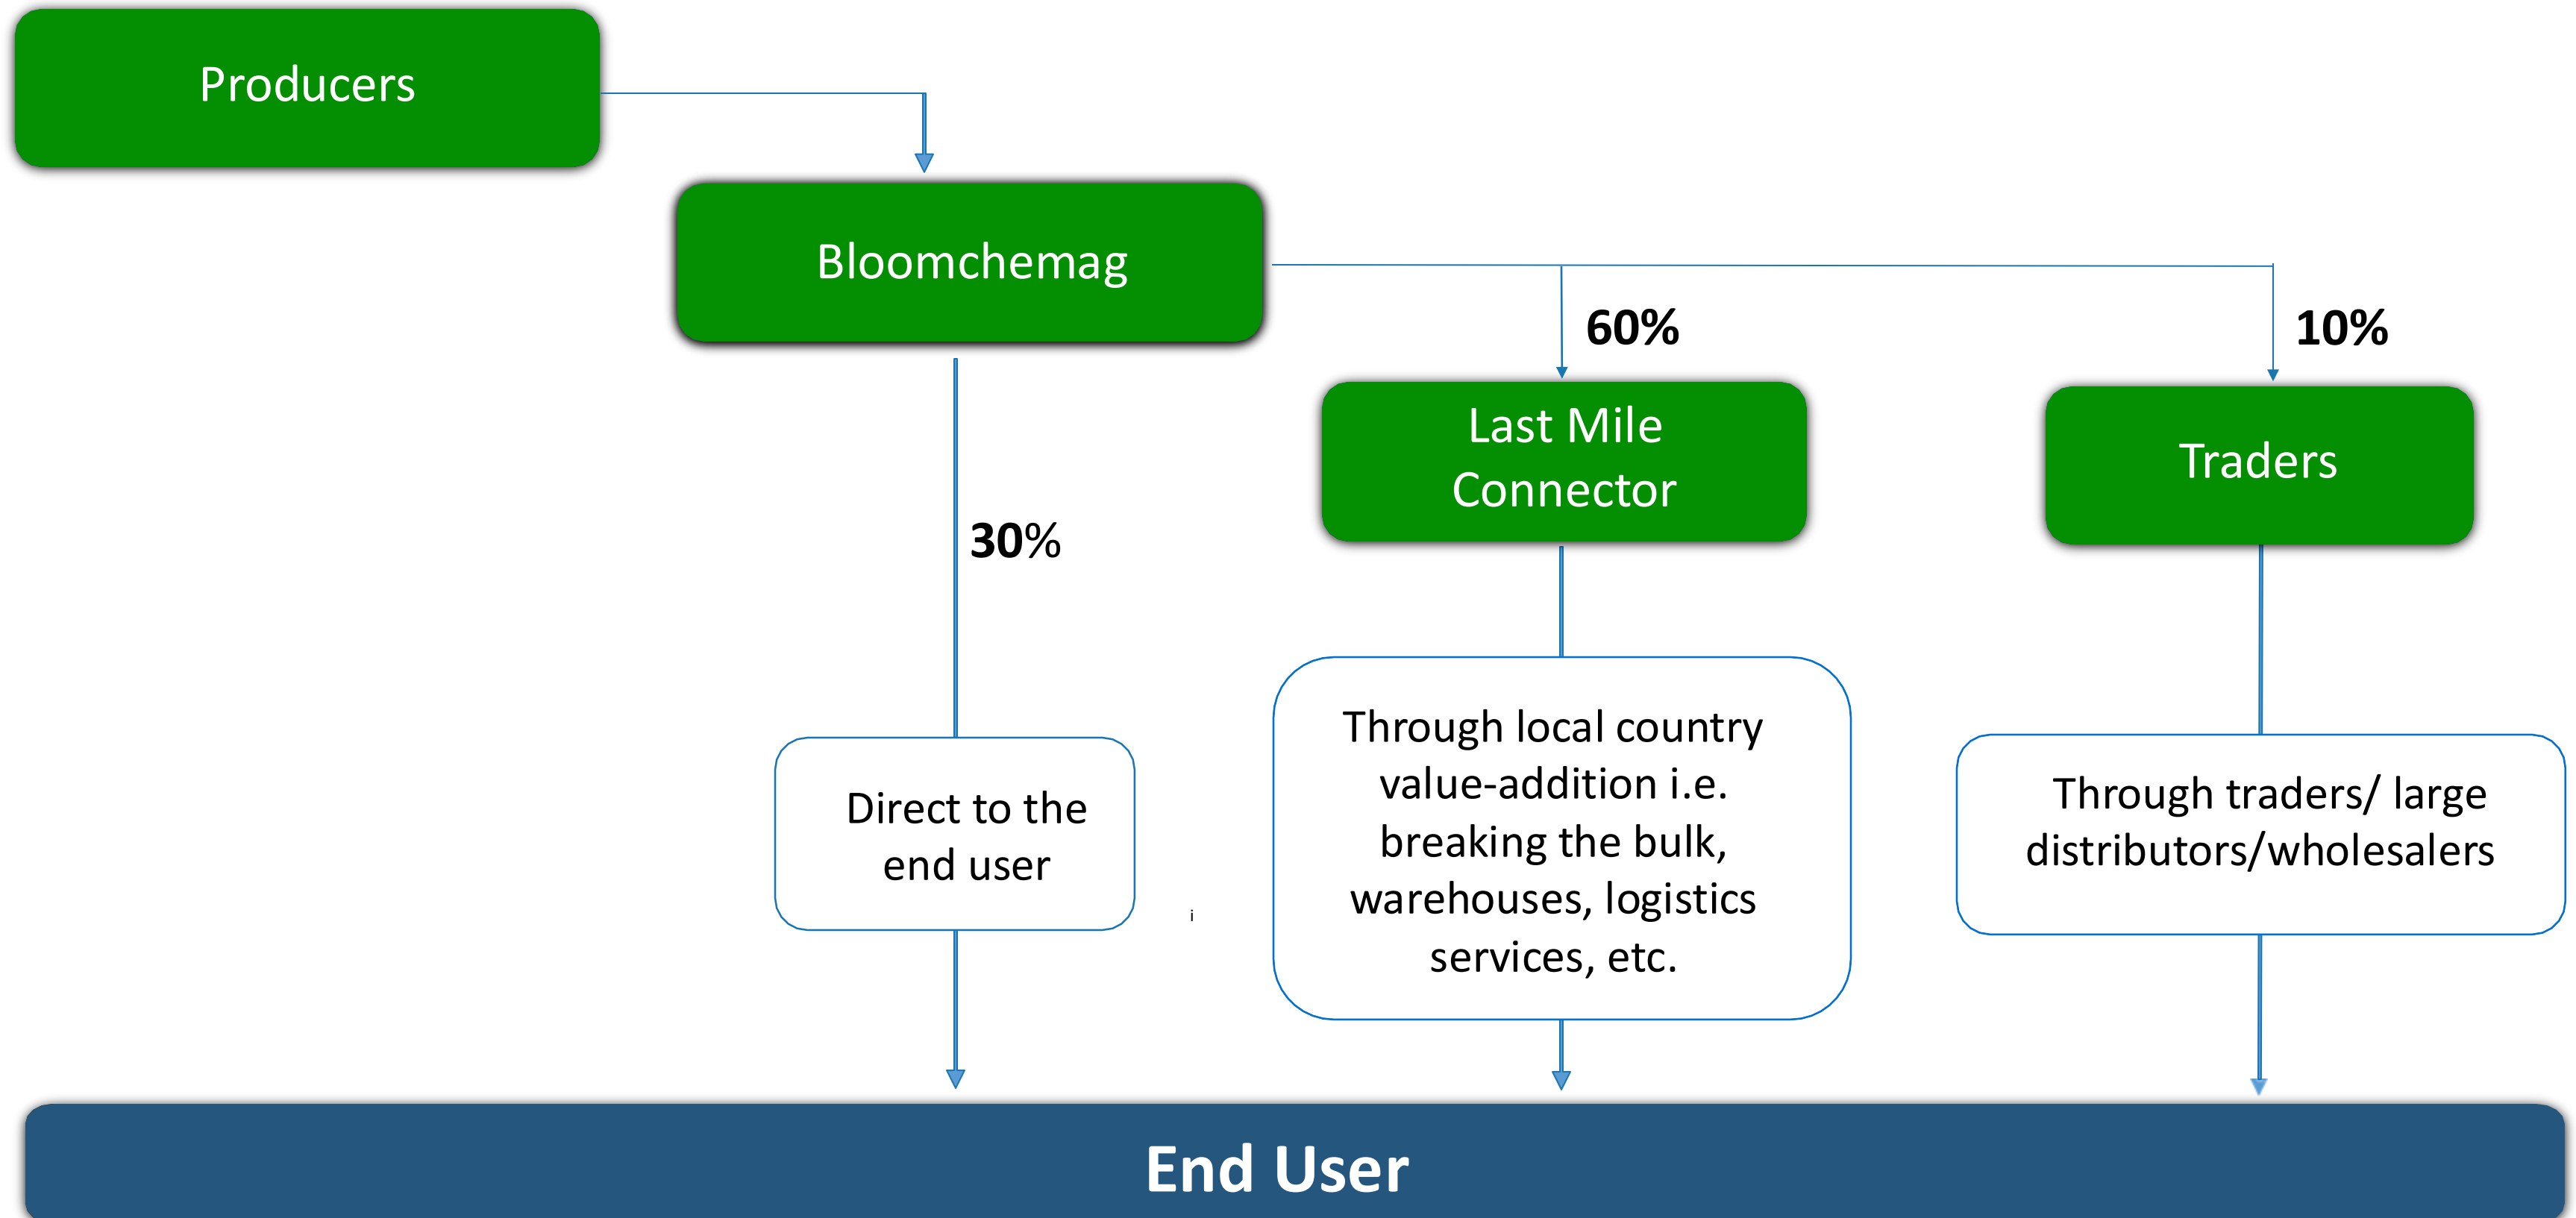 Producers
Bloomchemag
60%
10%
Last Mile
Connector
Traders
30%
Direct to the
end user
i
Through local country
value-addition i.e.
breaking the bulk,
warehouses, logistics
services, etc.
Through traders/ large
distributors/wholesalers
End User